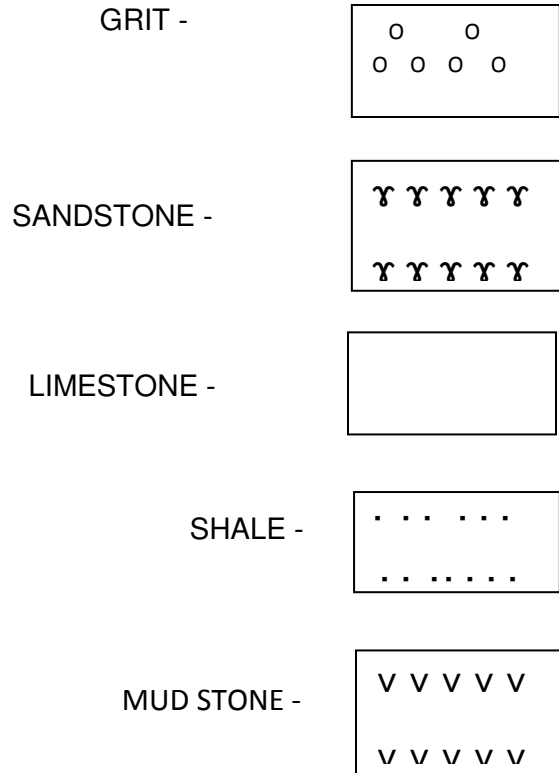 GRIT -
o o
o o o o
SANDSTONE -
ɤ ɤ ɤ ɤ ɤ
ɤ ɤ ɤ ɤ ɤ
LIMESTONE -
SHALE -
. . . . . .
. . . . . . .
MUD STONE -
V V V V V
V V V V V